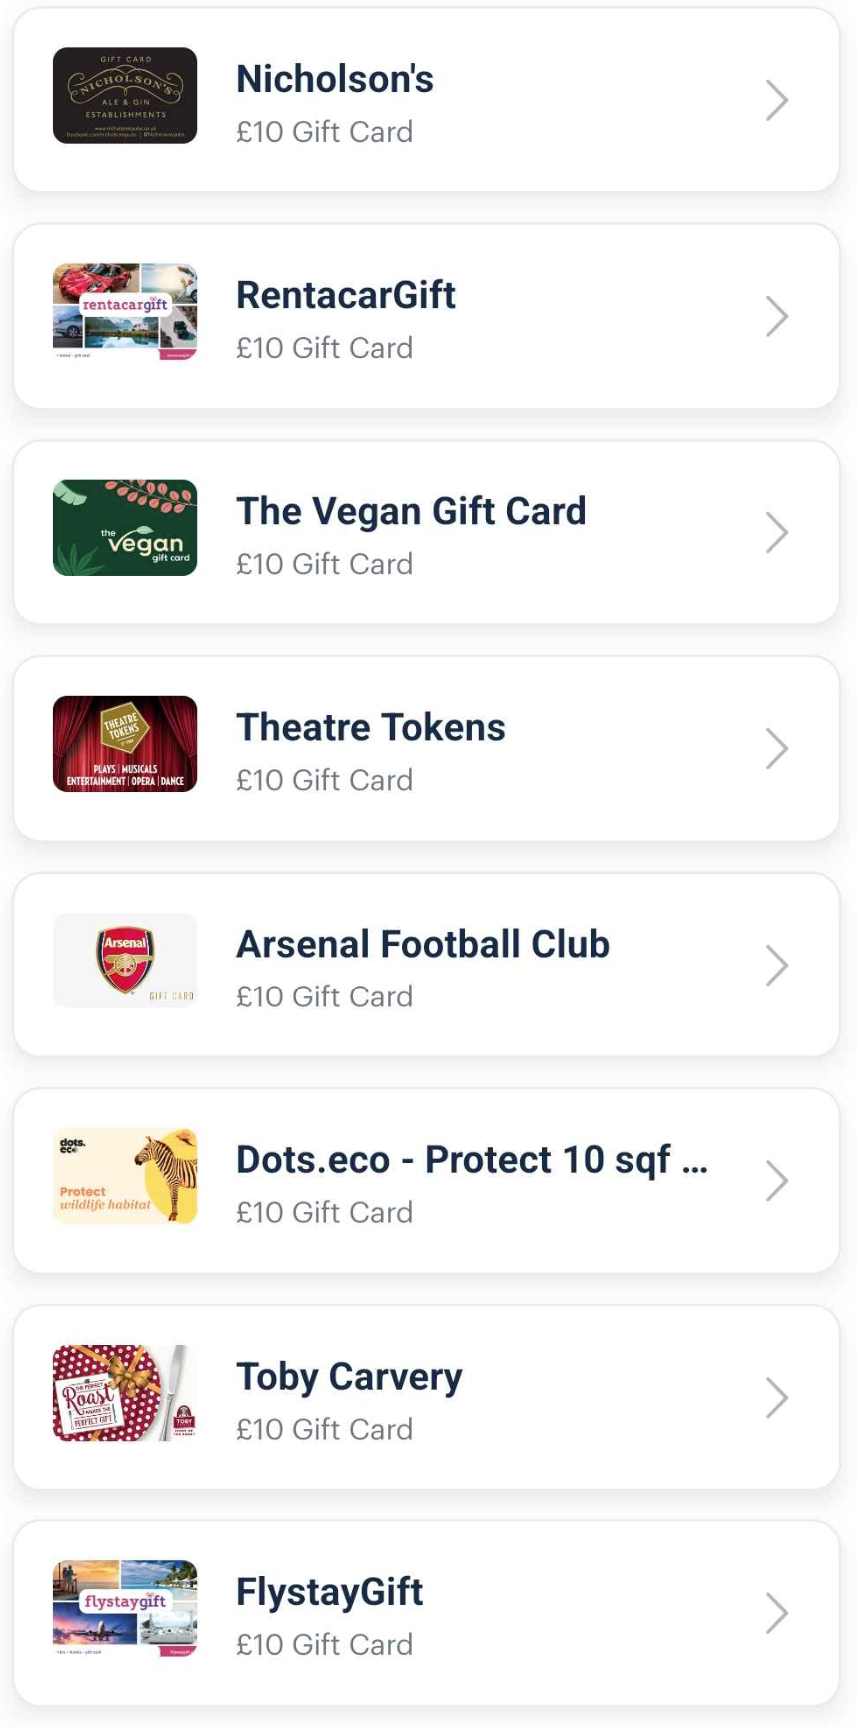 GIFT CARD
NICHOLSON'S
ALE & GIN
ESTABLISHMENTS
Nicholson's
£10 Gift Card
rentacargift
RentacarGift
£10 Gift Card
the
vegan
gift card
The Vegan Gift Card
£10 Gift Card
THEATRE
TOKENS
PLAYS | MUSICALS
ENTERTAINMENT | OPERA | DANCE
Theatre Tokens
£10 Gift Card
Arsenal
GIFT CARD
Arsenal Football Club
£10 Gift Card
dots.
eco
Protect
wildlife habitat
Dots.eco - Protect 10 sqf ...
£10 Gift Card
THE PERFECT
Roast
MAKES THE
PERFECT GIFT
TOBY
Toby Carvery
£10 Gift Card
flystaygift
FlystayGift
£10 Gift Card